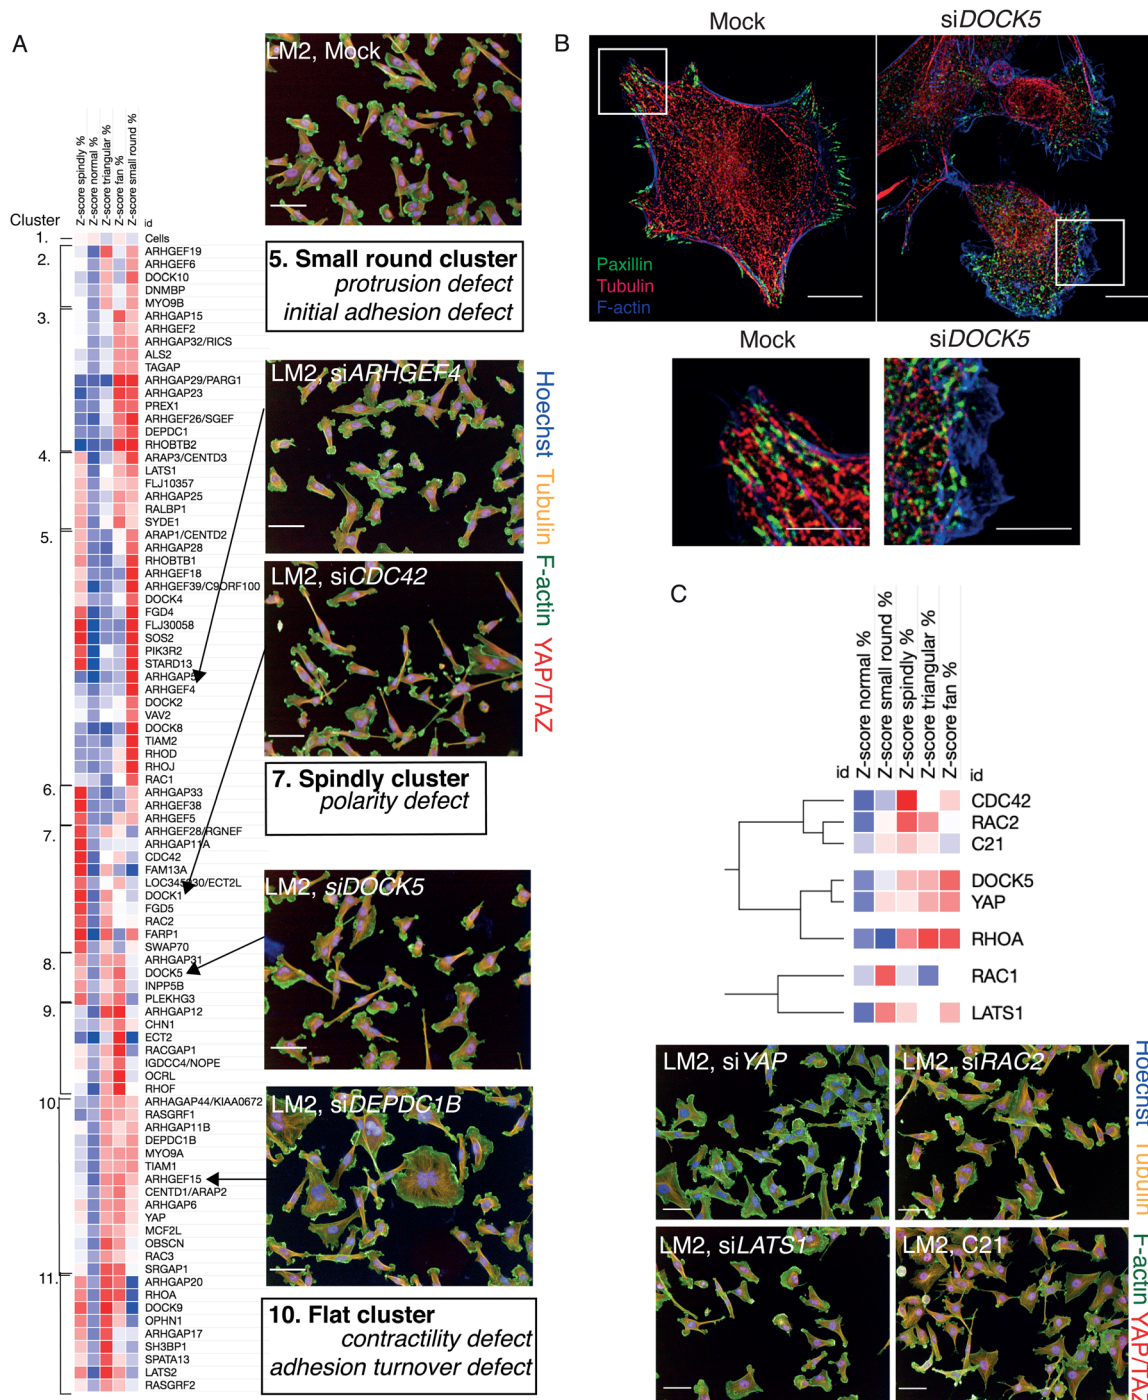 A
LM2, Mock
Z-score spindly %
Z-score normal %
Z-score triangular %
Z-score fan %
Z-score small round %
Cluster
id
1.
Cells
2.
ARHGEF19
ARHGEF6
DOCK10
DNMBP
MYO9B
3.
ARHGAP15
ARHGEF2
ARHGAP32/RICS
ALS2
TAGAP
ARHGAP29/PARG1
ARHGAP23
PREX1
ARHGEF26/SGEF
DEPDC1
RHOBTB2
4.
ARAP3/CENTD3
LATS1
FLJ10357
ARHGAP25
RALBP1
SYDE1
5.
ARAP1/CENTD2
ARHGAP28
RHOBTB1
ARHGEF18
ARHGEF39/C9ORF100
DOCK4
FGD4
FLJ30058
SOS2
PIK3R2
STARD13
ARHGAP5
ARHGEF4
DOCK2
VAV2
DOCK8
TIAM2
RHOD
RHOJ
RAC1
6.
ARHGAP33
ARHGEF38
ARHGEF5
7.
ARHGEF28/RGNEF
ARHGAP11A
CDC42
FAM13A
LOC345930/ECT2L
DOCK1
FGD5
RAC2
FARP1
SWAP70
8.
ARHGAP31
DOCK5
INPP5B
PLEKHG3
9.
ARHGAP12
CHN1
ECT2
RACGAP1
IGDCC4/NOPE
OCRL
RHOF
10.
ARHAGAP44/KIAA0672
RASGRF1
ARHGAP11B
DEPDC1B
MYO9A
TIAM1
ARHGEF15
CENTD1/ARAP2
ARHGAP6
YAP
MCF2L
OBSCN
RAC3
SRGAP1
11.
ARHGAP20
RHOA
DOCK9
OPHN1
ARHGAP17
SH3BP1
SPATA13
LATS2
RASGRF2
5. Small round cluster
protrusion defect
initial adhesion defect
LM2, siARHGEF4
LM2, siCDC42
Hoechst Tubulin F-actin YAP/TAZ
7. Spindly cluster
polarity defect
LM2, siDOCK5
LM2, siDEPDC1B
10. Flat cluster
contractility defect
adhesion turnover defect
B
Mock
siDOCK5
Paxillin
Tubulin
F-actin
Mock
siDOCK5
C
Z-score normal %
Z-score small round %
Z-score spindly %
Z-score triangular %
Z-score fan %
id
id
CDC42
RAC2
C21
DOCK5
YAP
RHOA
RAC1
LATS1
LM2, siYAP
LM2, siRAC2
LM2, siLATS1
LM2, C21
Hoechst Tubulin
F-actin YAP/TAZ